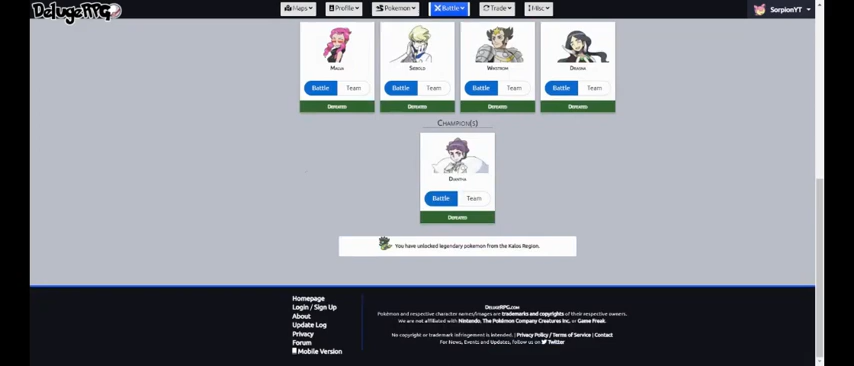 DelugeRPG
Maps Profile Pokemon Battle Trade Misc
SorpionYT
Malva Siebold Wikstrom Drasna
Battle Team Battle Team Battle Team Battle Team
Defeated Defeated Defeated Defeated
Champion(s)
Diantha
Battle Team
Defeated
You have unlocked legendary pokemon from the Kalos Region.
Homepage
Login / Sign Up
About
Update Log
Privacy
Forum
Mobile Version
DelugeRPG.com
Pokémon and respective character names/images are trademarks and copyrights of their respective owners.
We are not affiliated with Nintendo, The Pokémon Company Creatures Inc. or Game Freak.
No copyright or trademark infringement is intended. | Privacy Policy / Terms of Service | Contact
For News, Events and Updates, follow us on Twitter